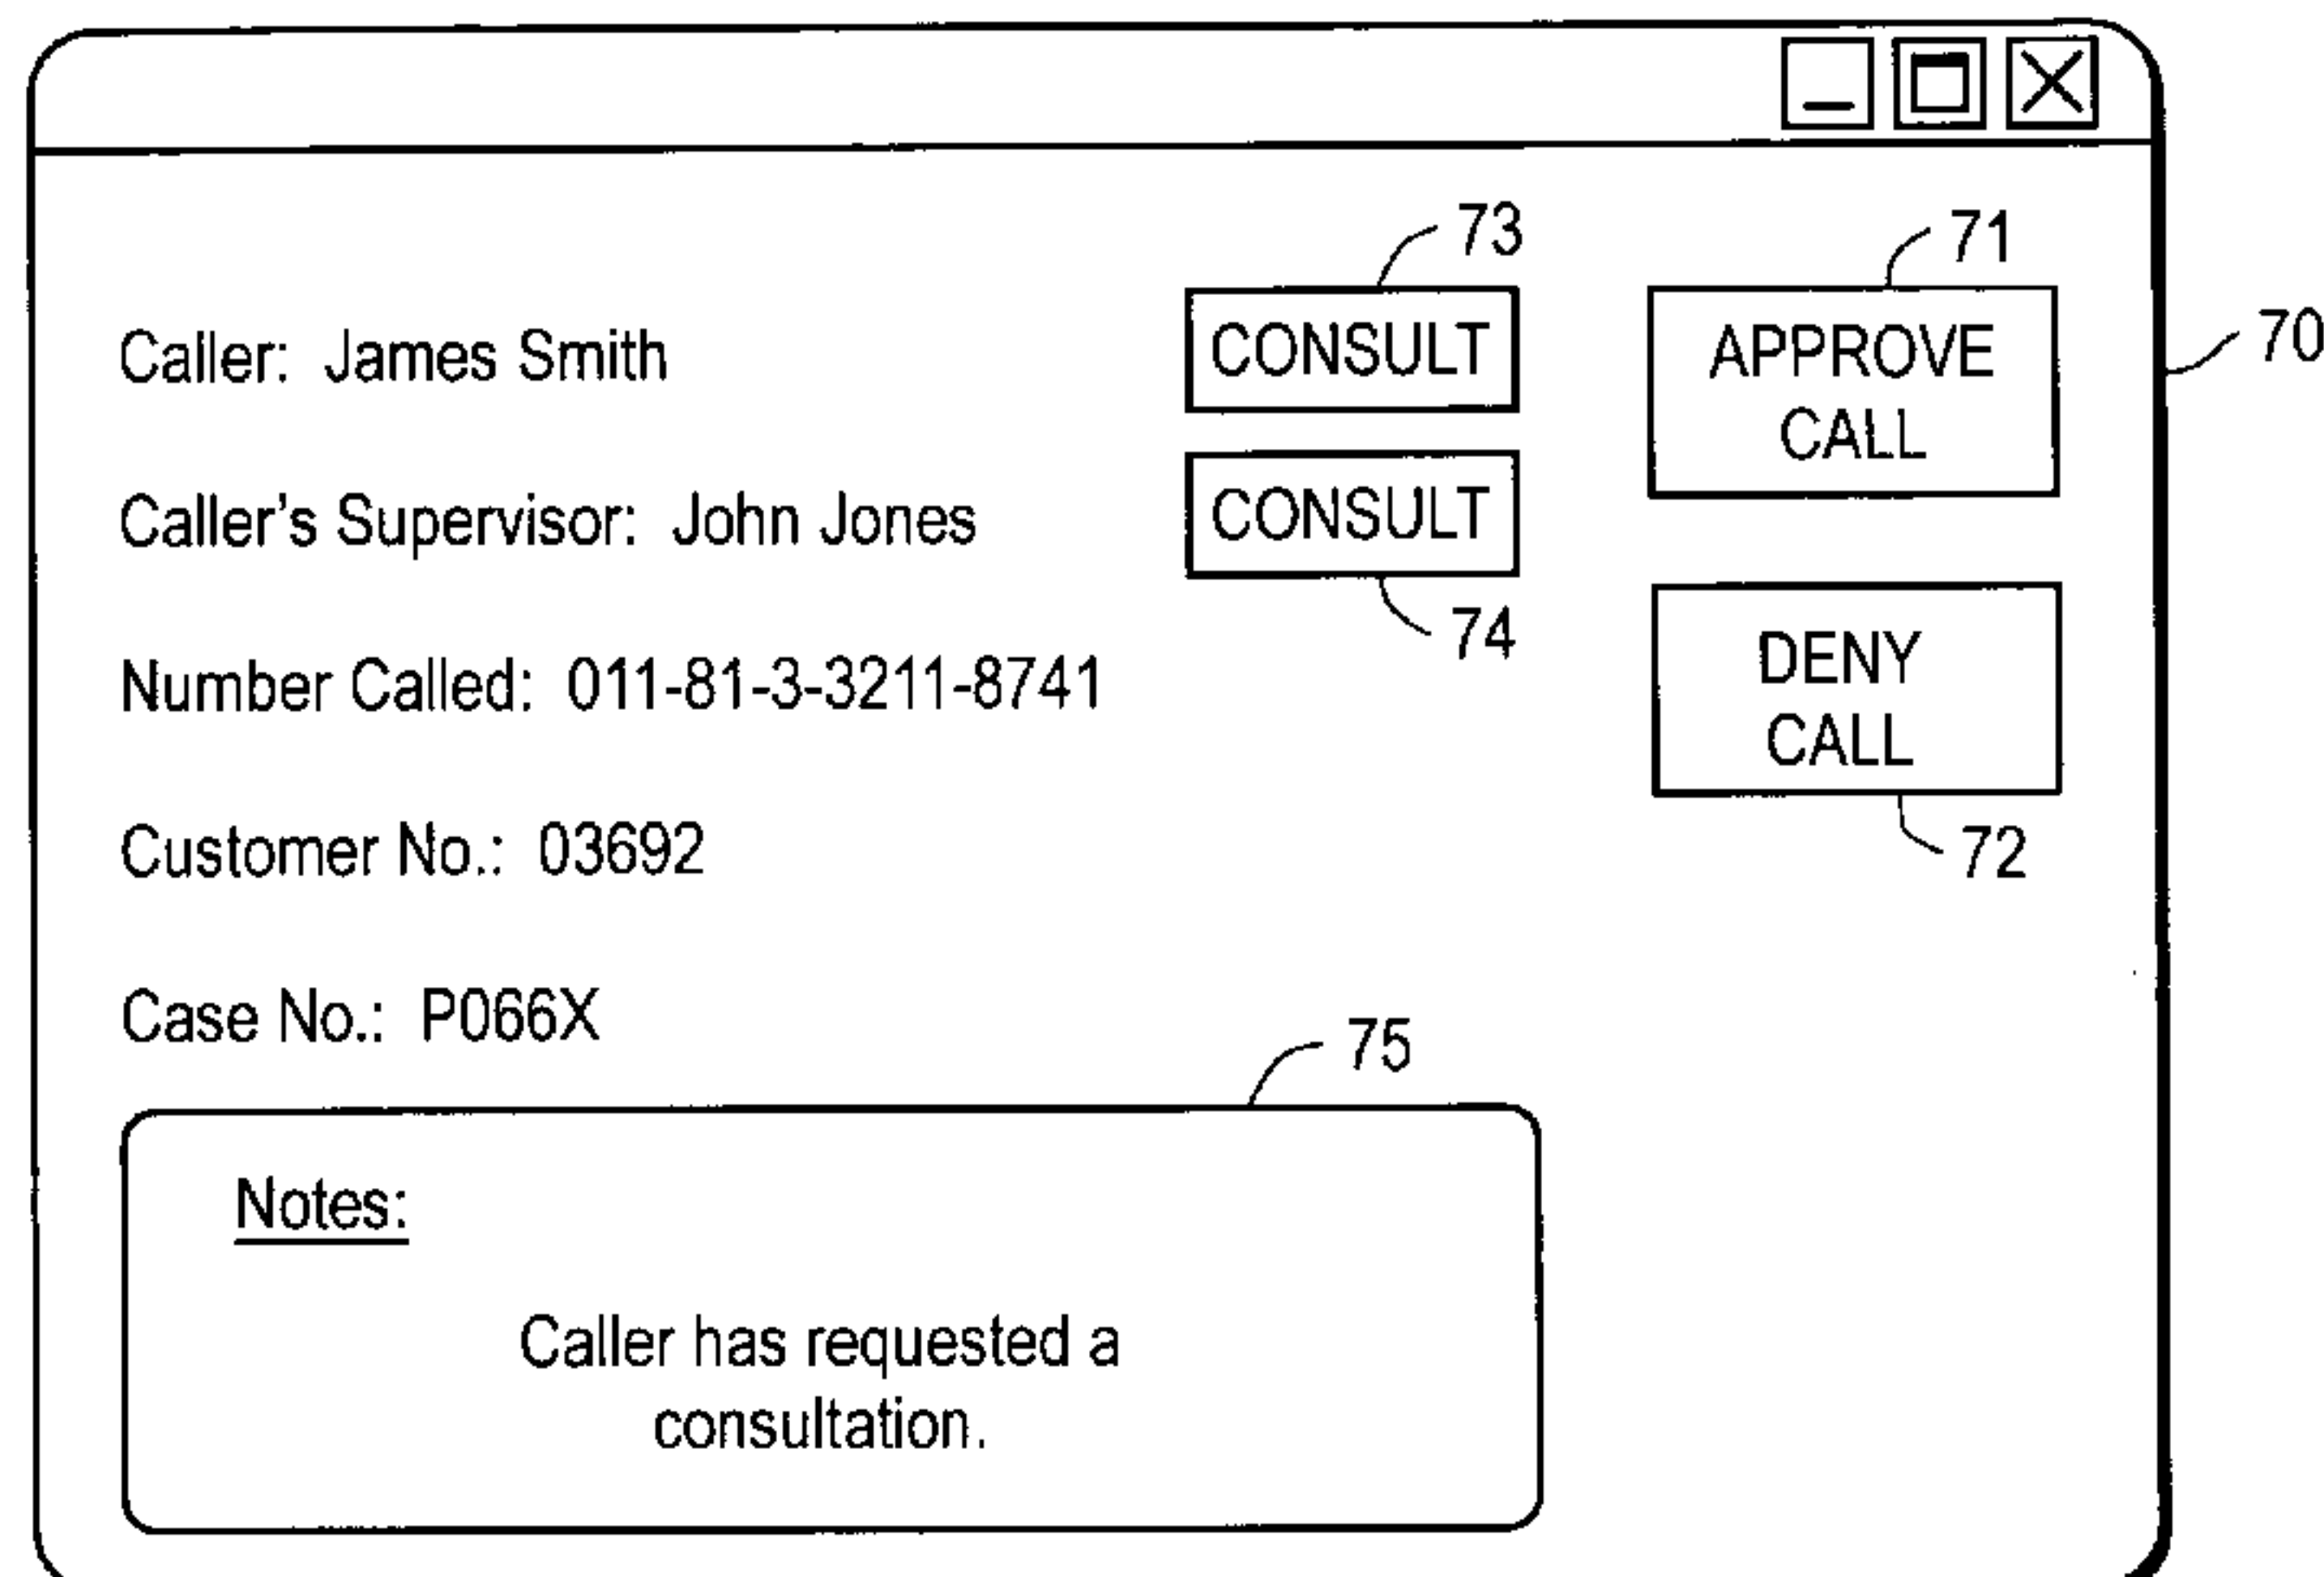 73
71
70
Caller: James Smith
CONSULT
APPROVE
CALL
Caller's Supervisor: John Jones
CONSULT
74
DENY
CALL
72
Number Called: 011-81-3-3211-8741
Customer No.: 03692
Case No.: P066X
75
Notes:
Caller has requested a
consultation.